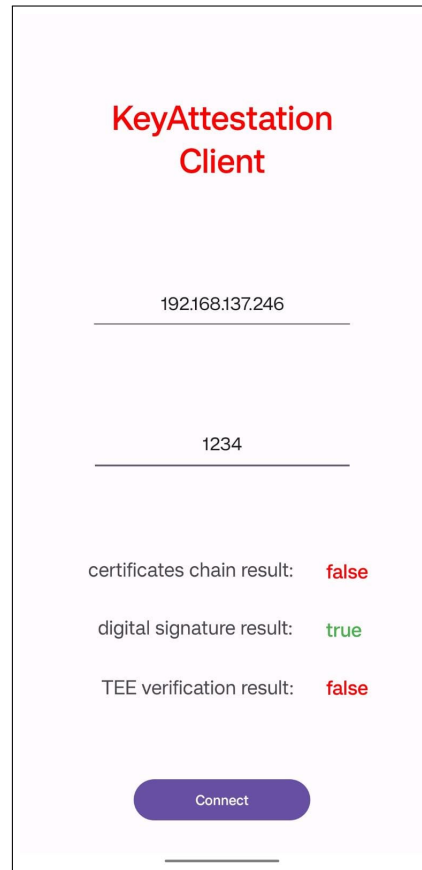 KeyAttestation
Client
192.168.137.246
1234
certificates chain result: false
digital signature result: true
TEE verification result: false
Connect